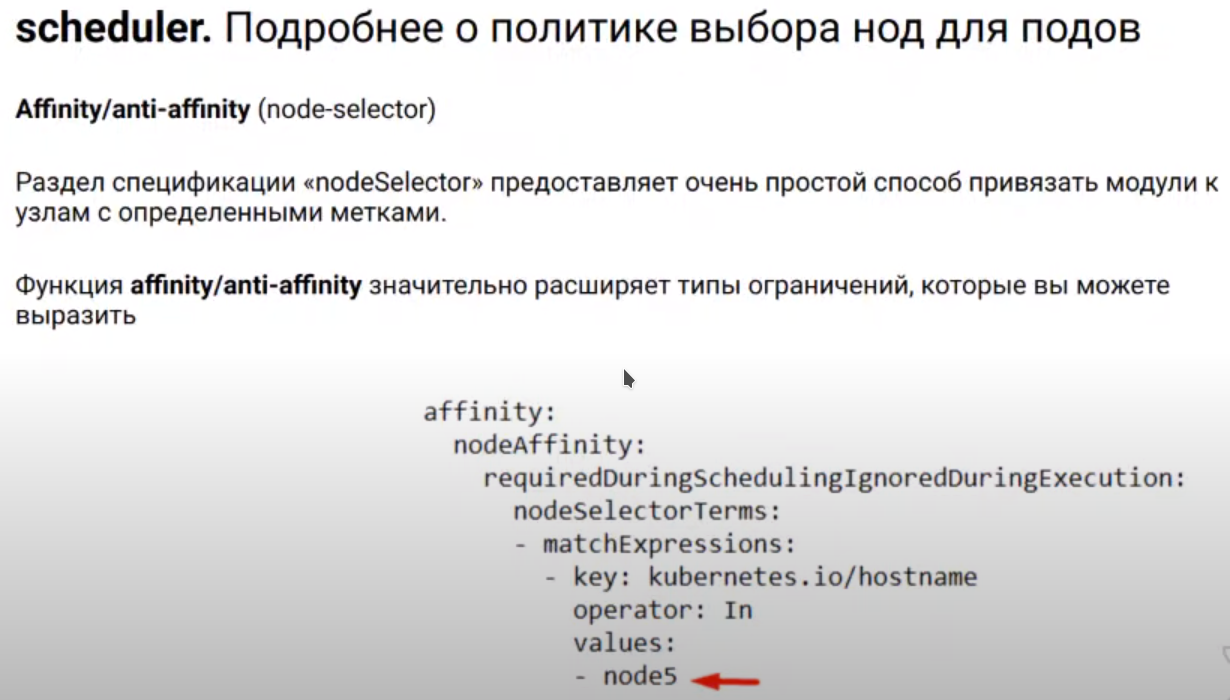 scheduler. Подробнее о политике выбора нод для подов
Affinity/anti-affinity (node-selector)
Раздел спецификации «nodeSelector» предоставляет очень простой способ привязать модули к
узлам с определенными метками.
Функция affinity/anti-affinity значительно расширяет типы ограничений, которые вы можете
выразить
affinity:
nodeAffinity:
requiredDuringSchedulingIgnoredDuringExecution:
nodeSelectorTerms:
- matchExpressions:
- key: kubernetes.io/hostname
operator: In
values:
- node5